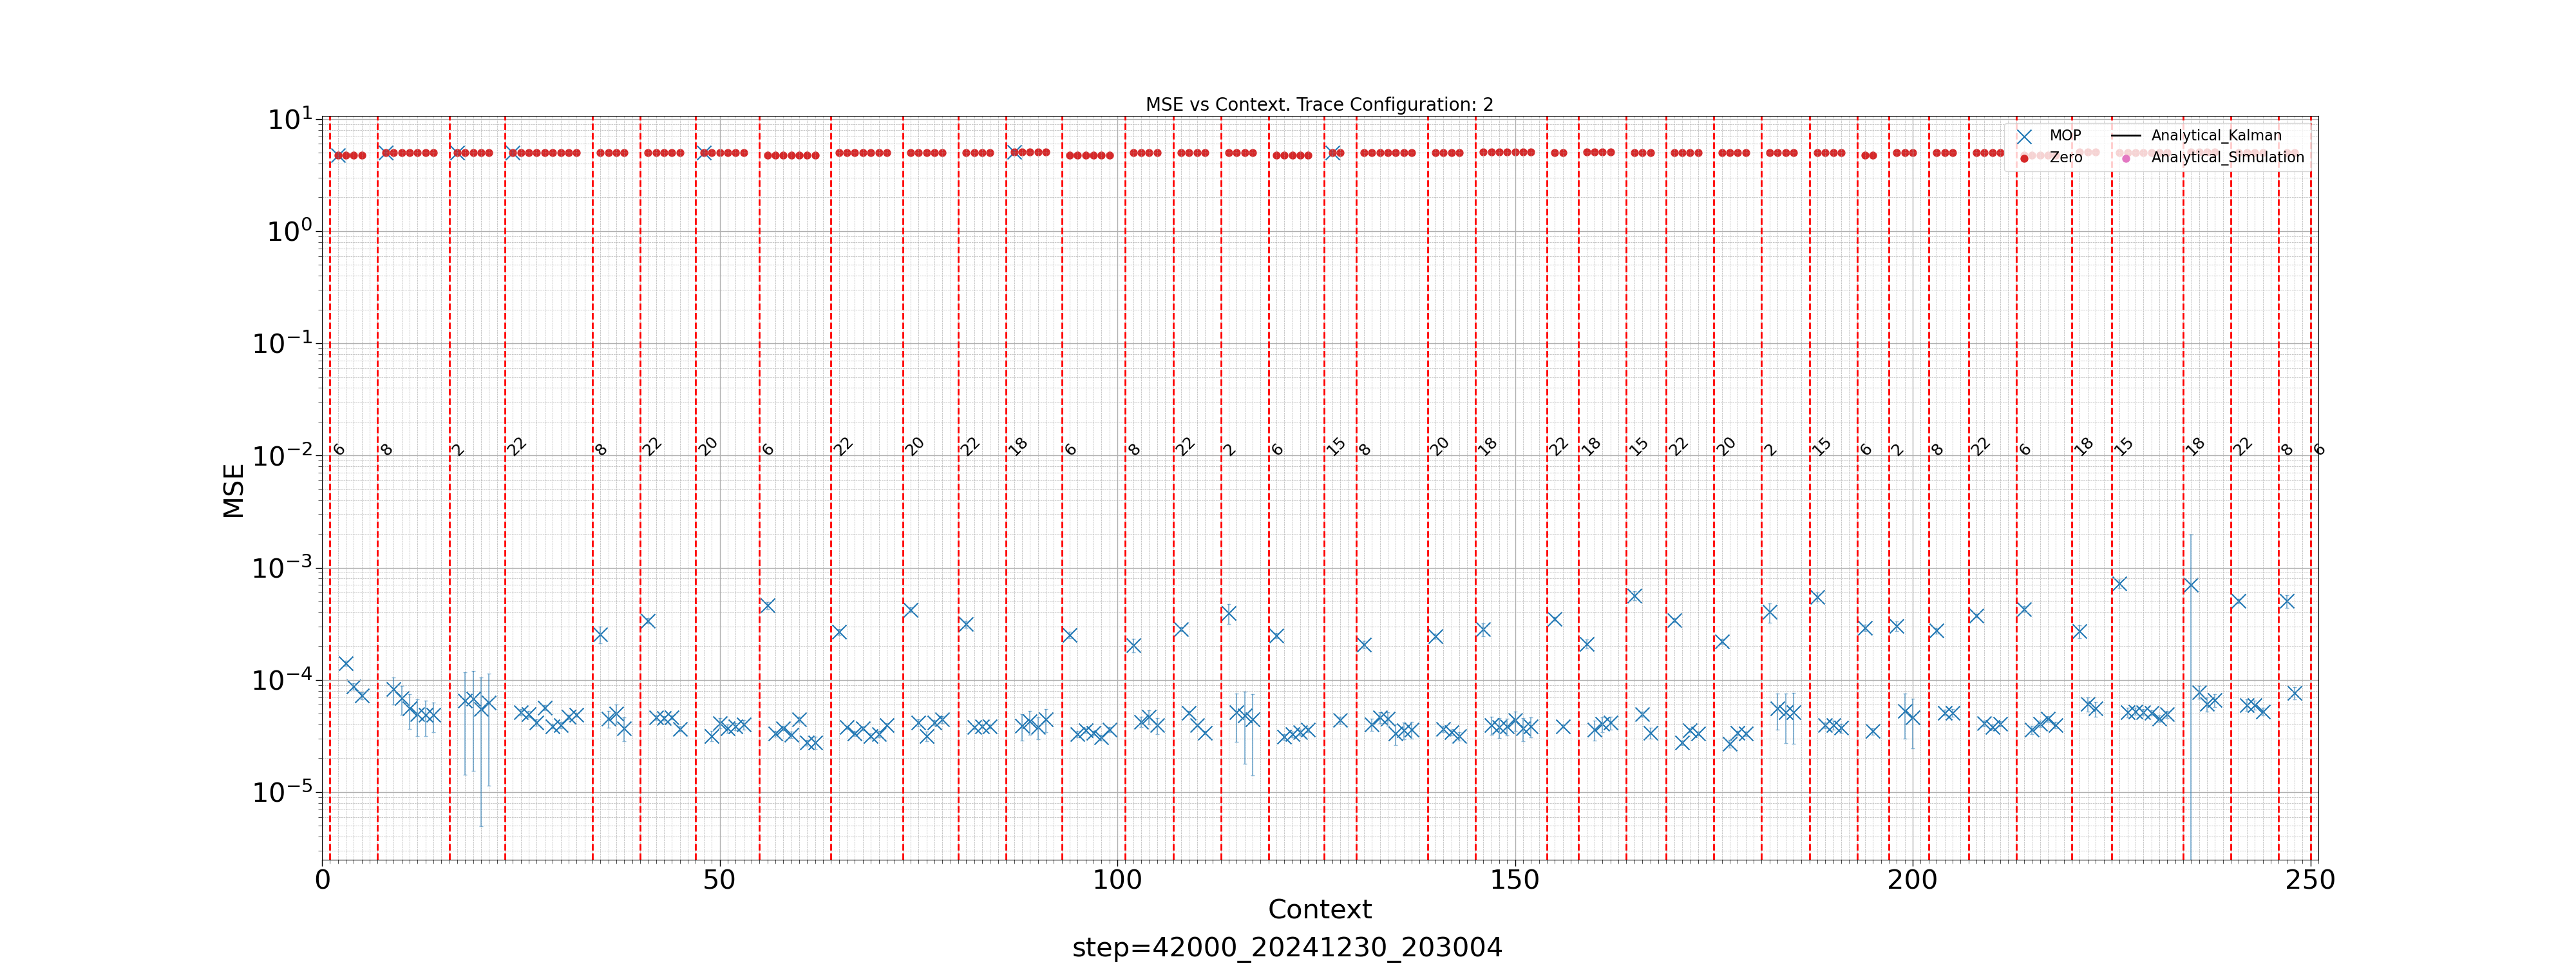 MSE vs Context. Trace Configuration: 2
MOP
Zero
Analytical_Kalman
Analytical_Simulation
10^1
10^0
10^-1
10^-2
10^-3
10^-4
10^-5
MSE
6 8 2 22 8 22 20 6 22 20 22 18 6 8 22 2 6 15 8 20 18 22 18 15 22 20 2 15 6 2 8 22 6 18 15 18 22 8 6
0 50 100 150 200 250
Context
step=42000_20241230_203004